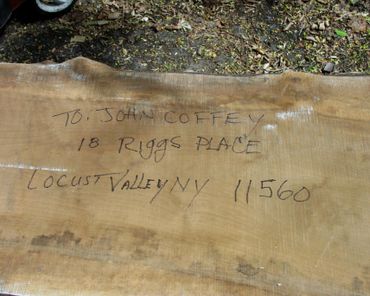 TO. JOHN COFFEY
18 RIGGS PLACE
LOCUST VALLEY NY 11560